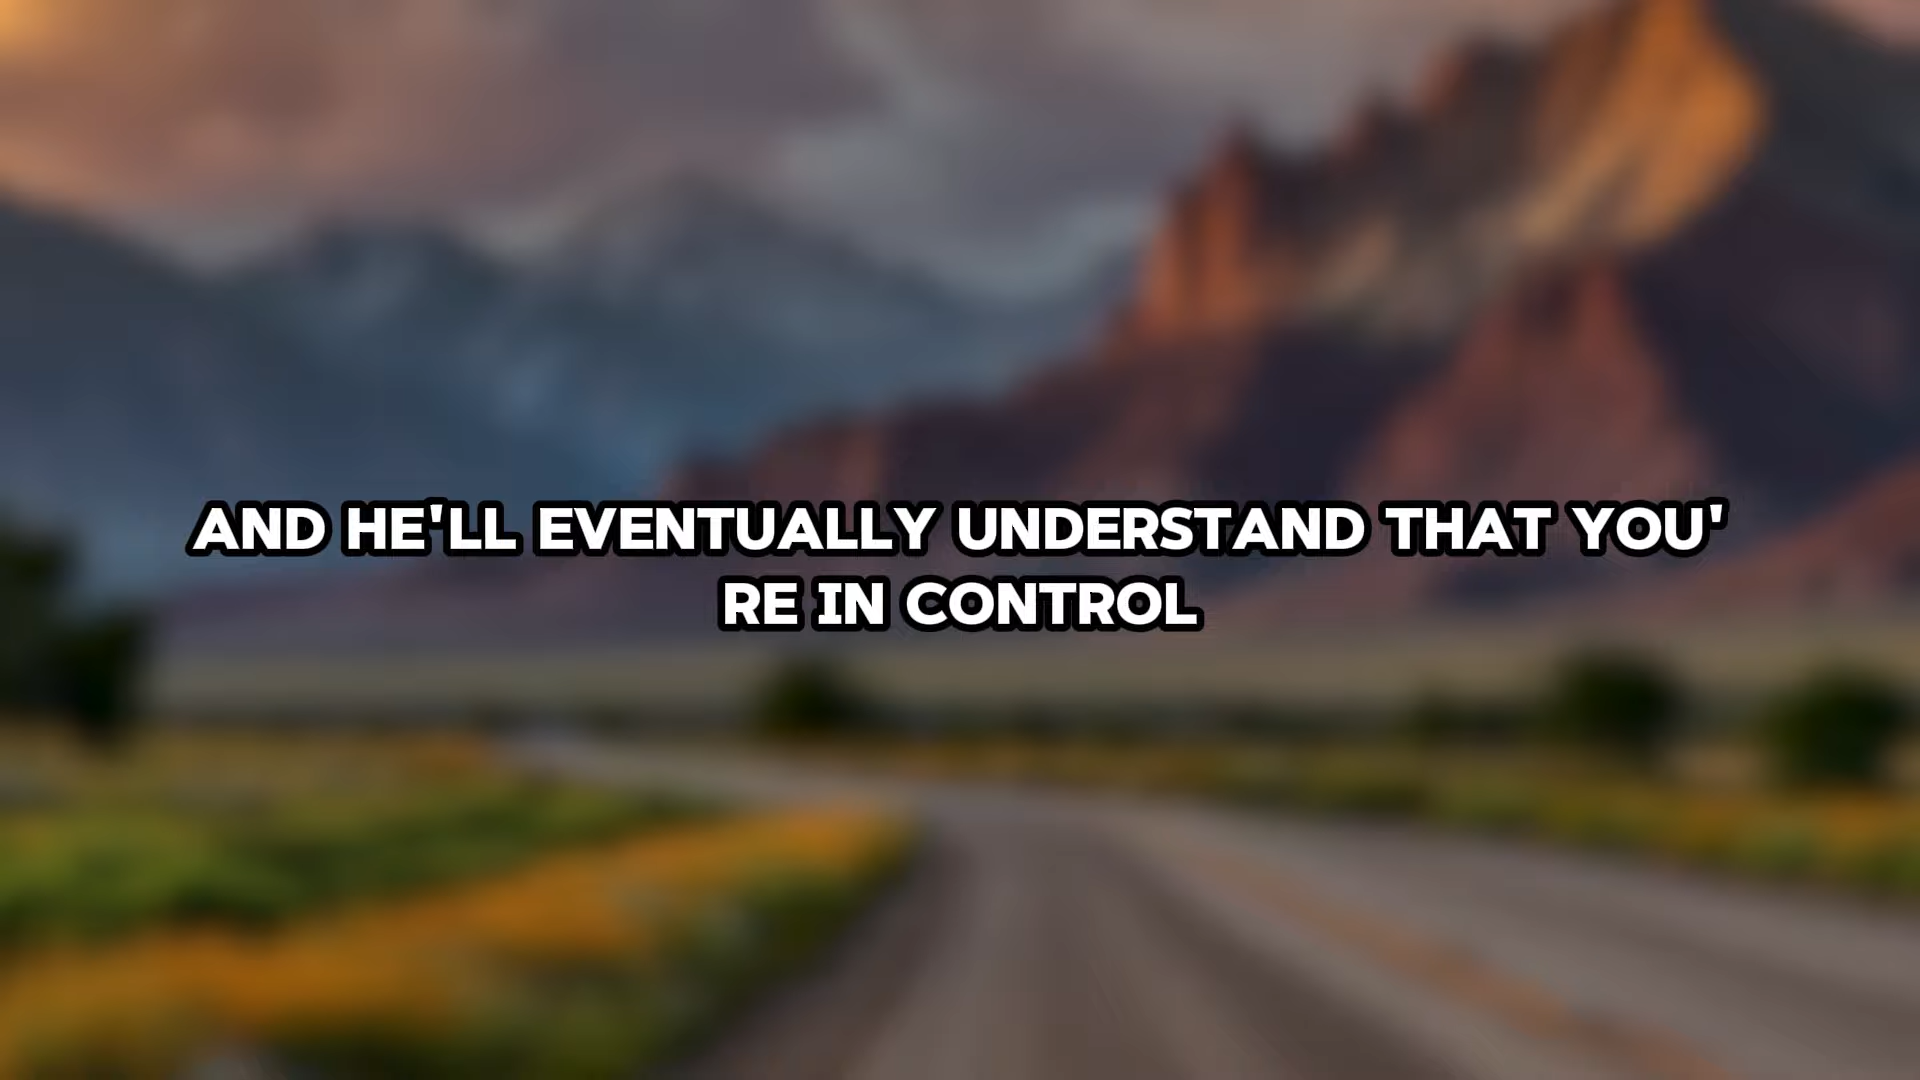 AND HE'LL EVENTUALLY UNDERSTAND THAT YOU'
RE IN CONTROL